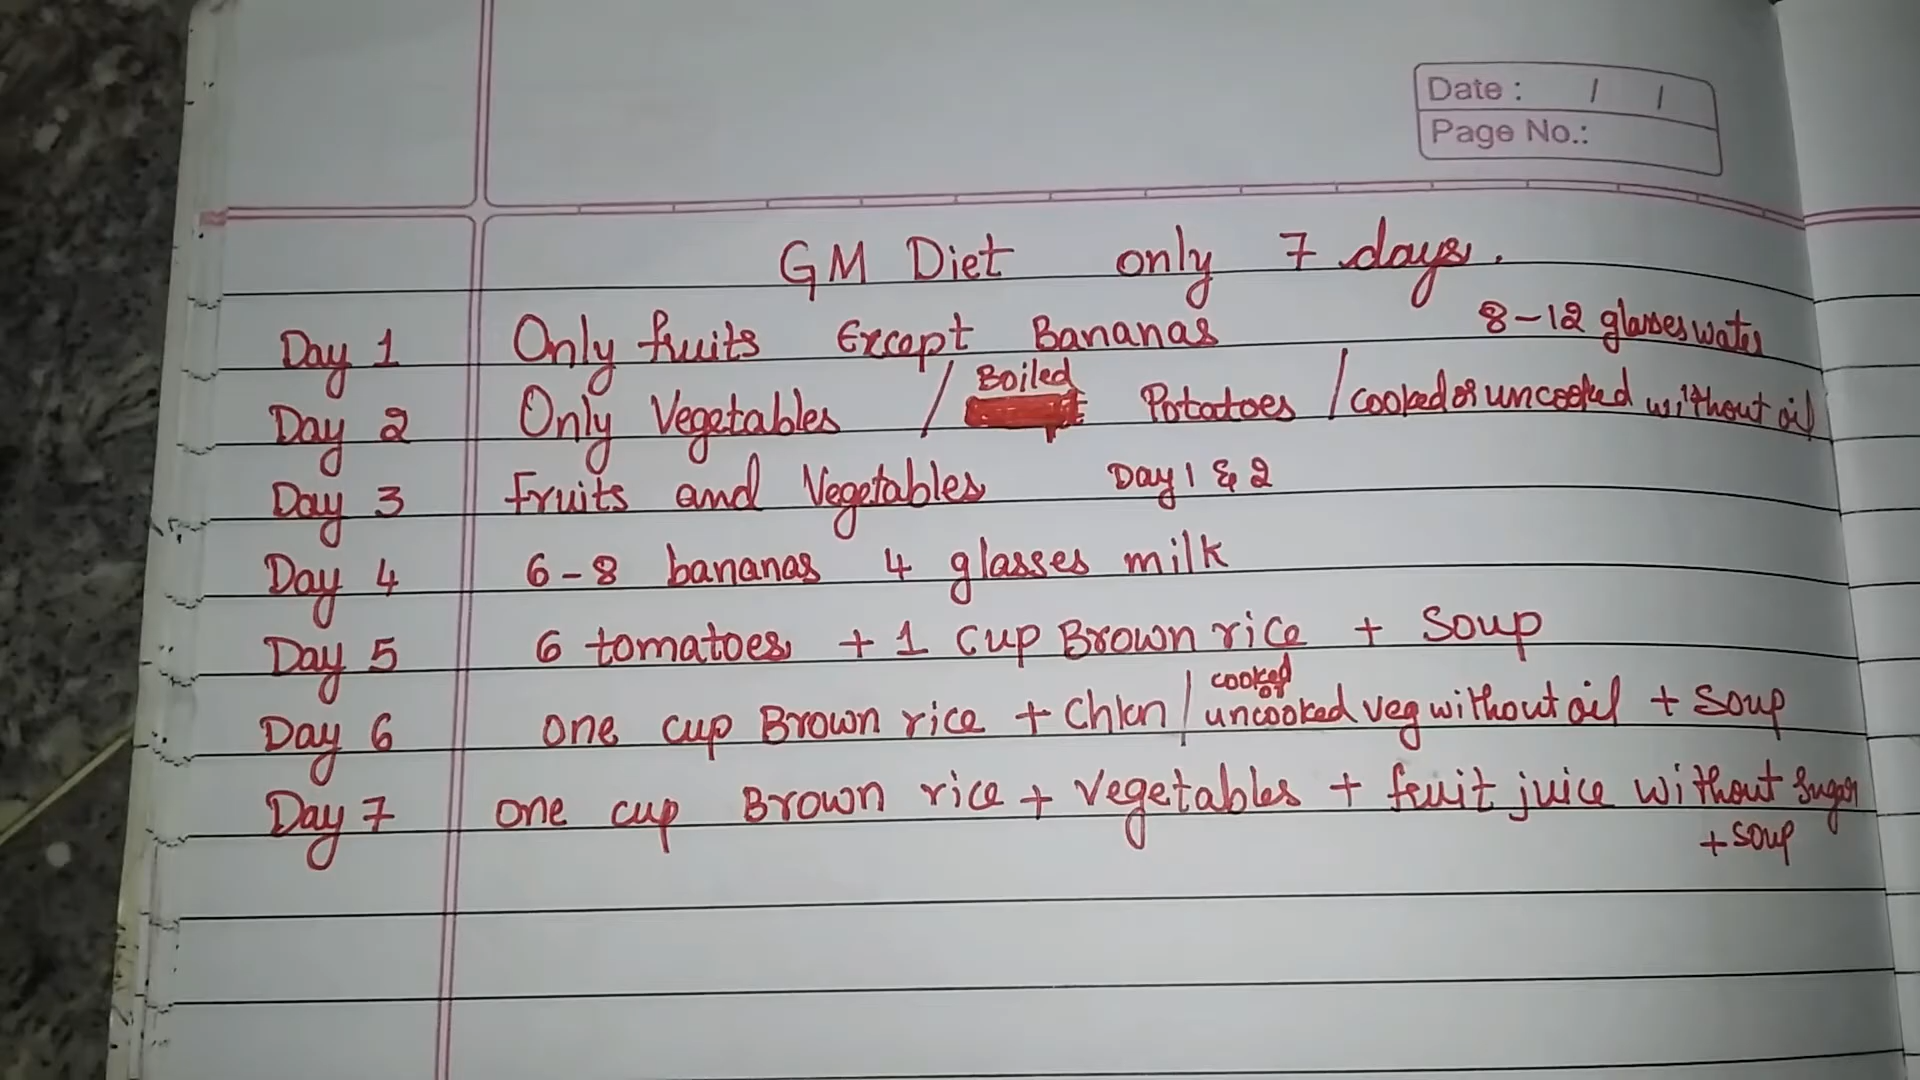 Date : / /
Page No.:
GM Diet only 7 days.
Day 1 Only fruits Except Bananas 8-12 glasses water
Day 2 Only Vegetables / Boiled Potatoes / cooked or uncooked without oil
Day 3 Fruits and Vegetables Day 1 & 2
Day 4 6-8 bananas 4 glasses milk
Day 5 6 tomatoes + 1 cup Brown rice + Soup
Day 6 one cup Brown rice + Chkn / cooked or uncooked veg without oil + Soup
Day 7 one cup Brown rice + Vegetables + fruit juice without sugar
+ Soup